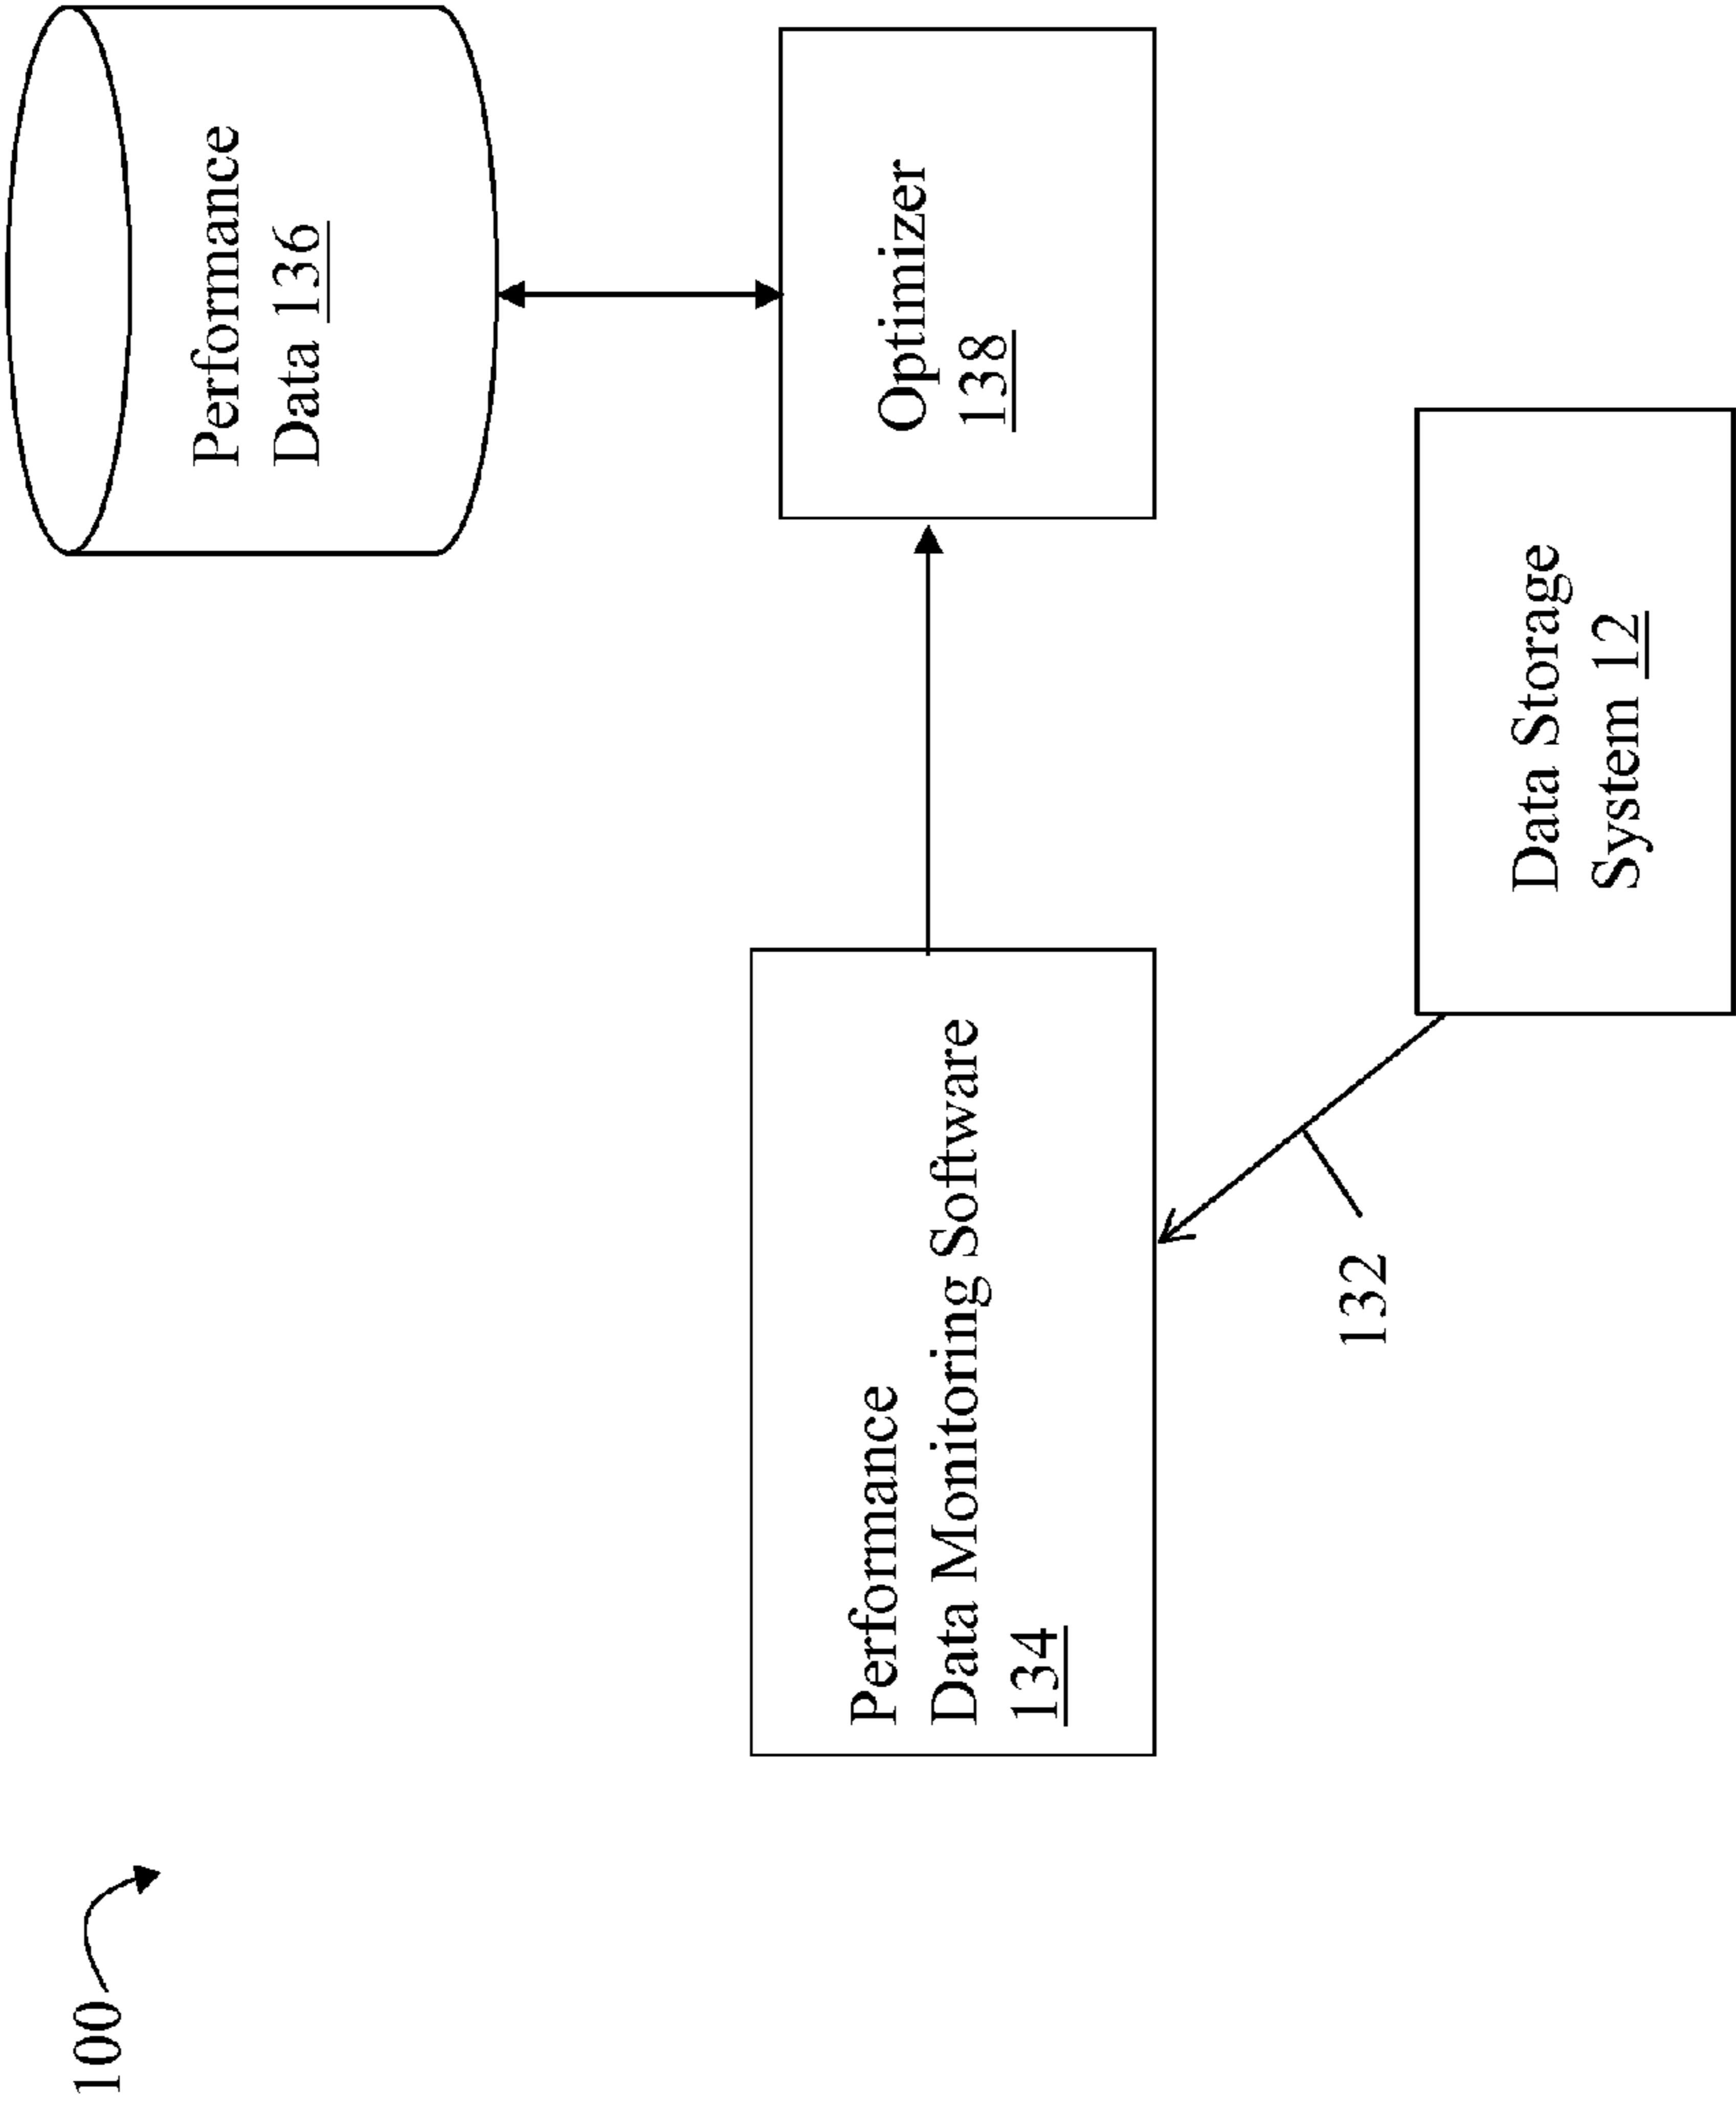 100
Performance
Data 136
Performance
Data Monitoring Software
134
Optimizer
138
132
Data Storage
System 12